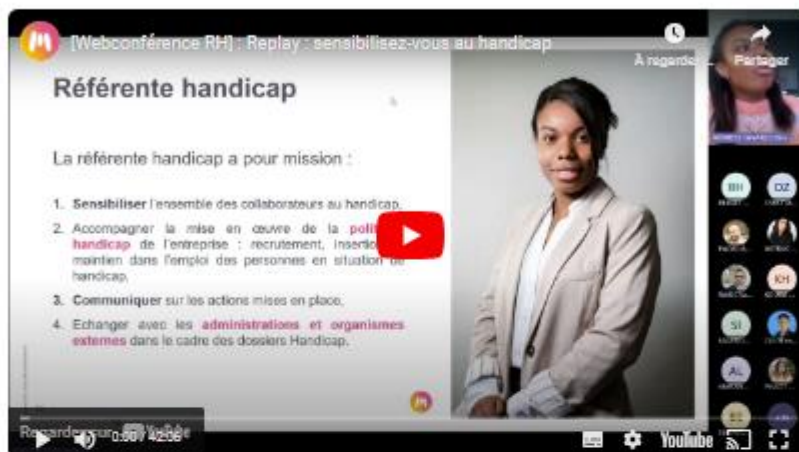 [Webconférence RH] : Replay : sensibilisez-vous au handicap
À regarder ...
Partager
Référente handicap
La référente handicap a pour mission :
1. Sensibiliser l'ensemble des collaborateurs au handicap,
2. Accompagner la mise en œuvre de la
handicap de l'entreprise : recrutement,
maintien dans l'emploi des personnes en situation de
handicap,
3. Communiquer sur les actions mises en place,
4. Echanger avec les administrations et organismes
externes dans le cadre des dossiers Handicap.
BH
DZ
KH
SI
AL
Regarder sur YouTube
0:00 / 42:06
YouTube